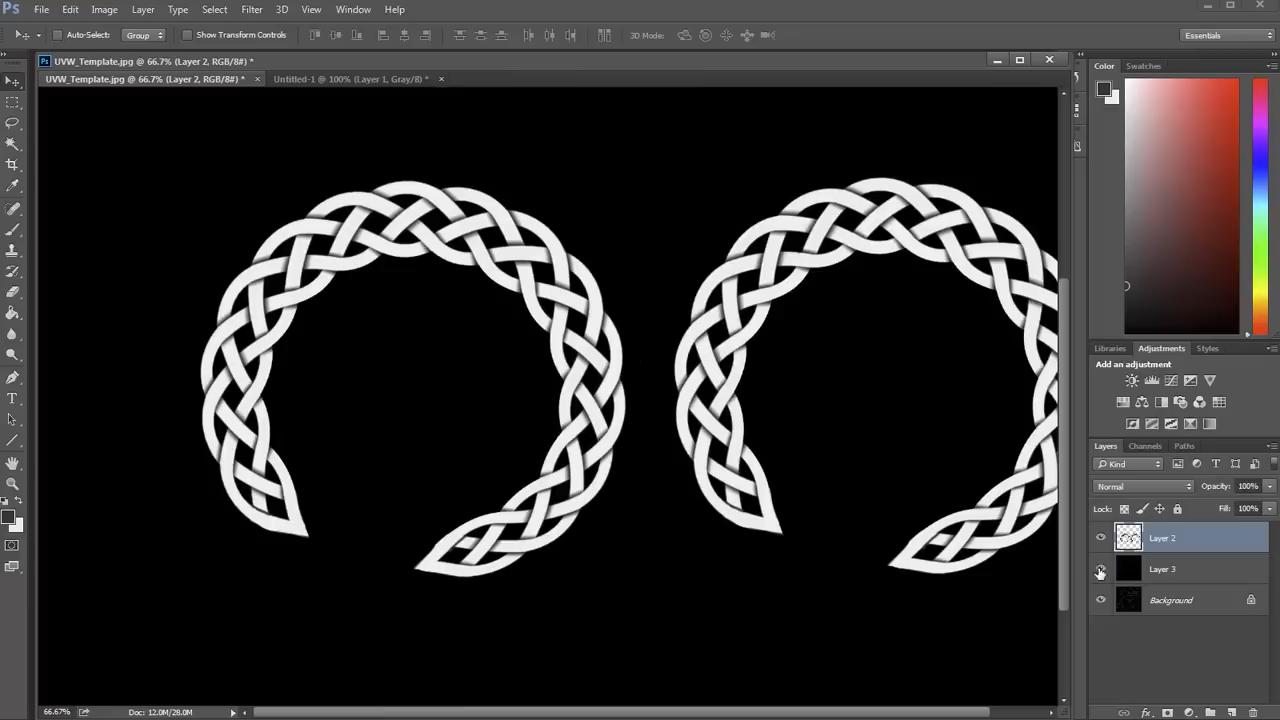 Ps File Edit Image Layer Type Select Filter 3D View Window Help
Auto-Select: Group Show Transform Controls 3D Mode: Essentials
UVW_Template.jpg @ 66.7% (Layer 2, RGB/8#) *
UVW_Template.jpg @ 66.7% (Layer 2, RGB/8#) * × Untitled-1 @ 100% (Layer 1, Gray/8) * ×
Color Swatches
Libraries Adjustments Styles
Add an adjustment
Layers Channels Paths
Kind
Normal Opacity: 100%
Lock: Fill: 100%
Layer 2
Layer 3
Background
66.67% Doc: 12.0M/28.0M